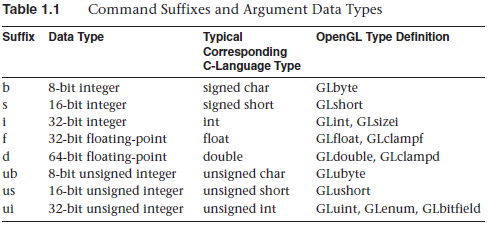 Table 1.1 Command Suffixes and Argument Data Types
Suffix Data Type Typical Corresponding C-Language Type OpenGL Type Definition
b 8-bit integer signed char GLbyte
s 16-bit integer signed short GLshort
i 32-bit integer int GLint, GLsizei
f 32-bit floating-point float GLfloat, GLclampf
d 64-bit floating-point double GLdouble, GLclampd
ub 8-bit unsigned integer unsigned char GLubyte
us 16-bit unsigned integer unsigned short GLushort
ui 32-bit unsigned integer unsigned int GLuint, GLenum, GLbitfield